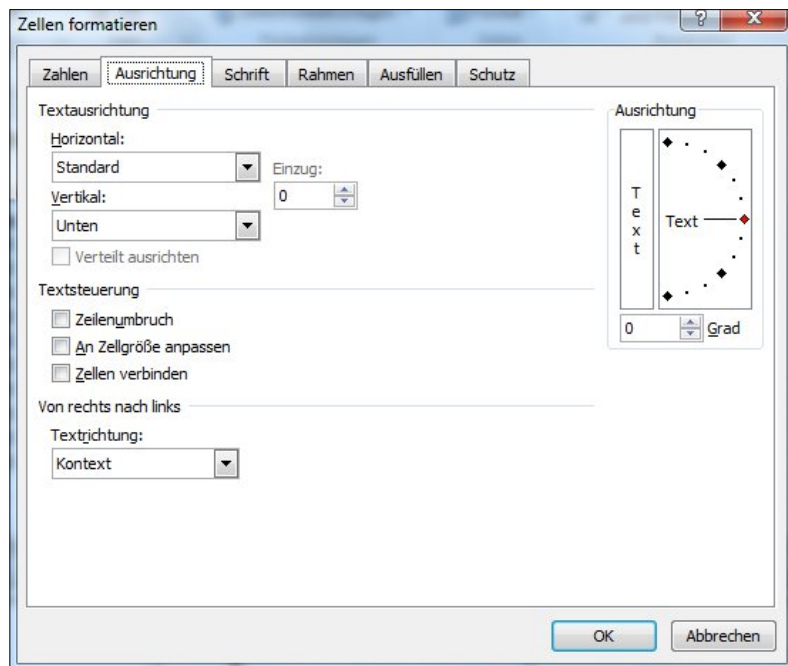 Zellen formatieren
?
X
Zahlen
Ausrichtung
Schrift
Rahmen
Ausfüllen
Schutz
Textausrichtung
Horizontal:
Standard
Einzug:
0
Vertikal:
Unten
Verteilt ausrichten
Textsteuerung
Zeilenumbruch
An Zellgröße anpassen
Zellen verbinden
Von rechts nach links
Textrichtung:
Kontext
Ausrichtung
Text
Text
0 Grad
OK
Abbrechen